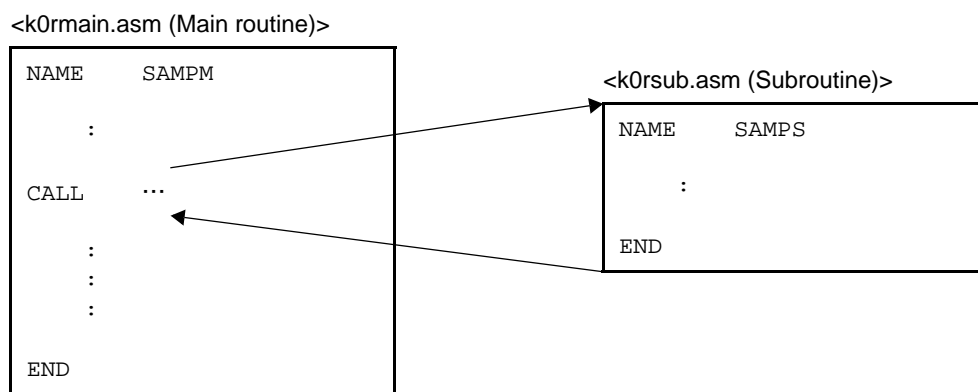 <k0rmain.asm (Main routine)>
NAME SAMPM
:
CALL ...
:
:
:
END
<k0rsub.asm (Subroutine)>
NAME SAMPS
:
END